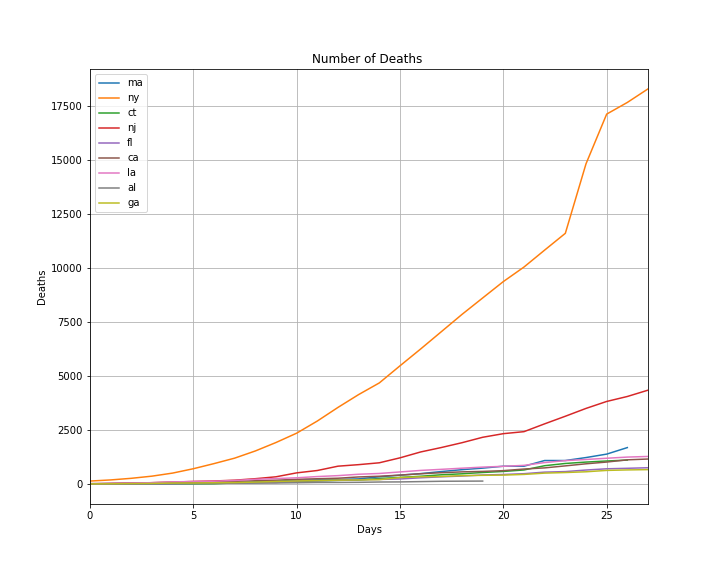 Number of Deaths
ma
ny
ct
nj
fl
ca
la
al
ga
17500
15000
12500
10000
7500
5000
2500
0
Deaths
0 5 10 15 20 25
Days